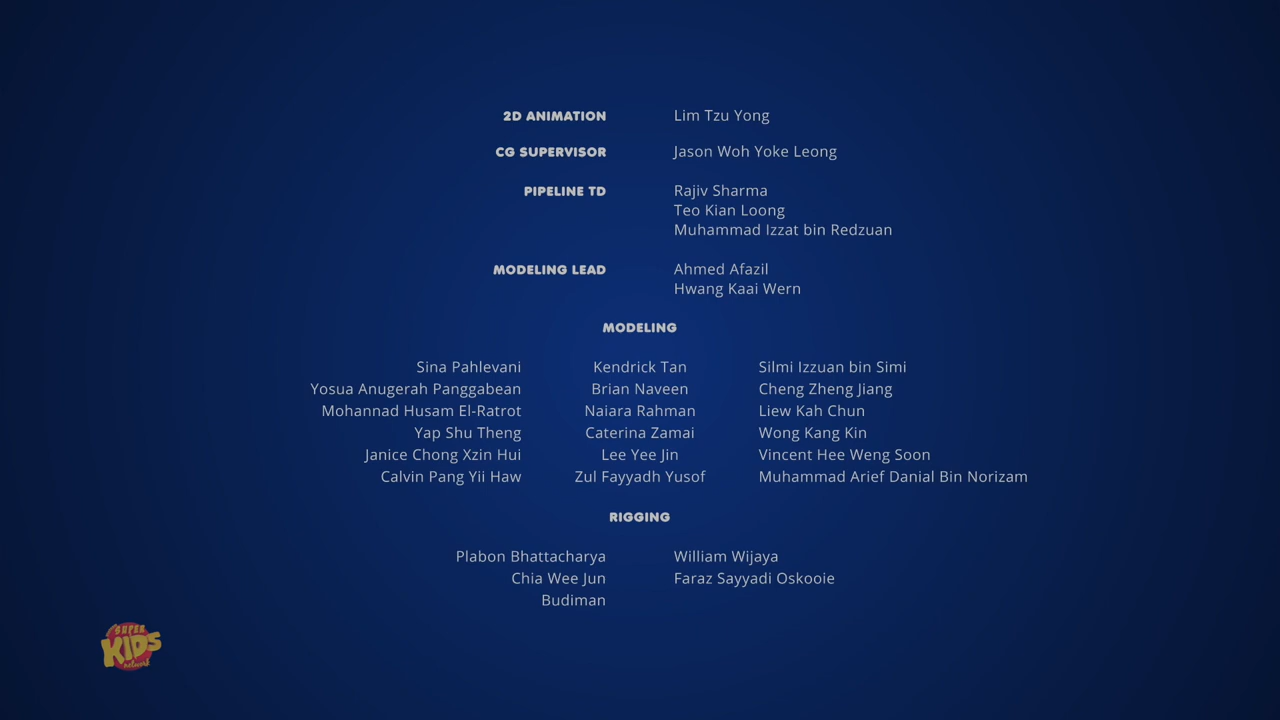 2D ANIMATION Lim Tzu Yong
CG SUPERVISOR Jason Woh Yoke Leong
PIPELINE TD Rajiv Sharma
Teo Kian Loong
Muhammad Izzat bin Redzuan
MODELING LEAD Ahmed Afazil
Hwang Kaai Wern
MODELING
Sina Pahlevani Kendrick Tan Silmi Izzuan bin Simi
Yosua Anugerah Panggabean Brian Naveen Cheng Zheng Jiang
Mohannad Husam El-Ratrot Naiara Rahman Liew Kah Chun
Yap Shu Theng Caterina Zamai Wong Kang Kin
Janice Chong Xzin Hui Lee Yee Jin Vincent Hee Weng Soon
Calvin Pang Yii Haw Zul Fayyadh Yusof Muhammad Arief Danial Bin Norizam
RIGGING
Plabon Bhattacharya William Wijaya
Chia Wee Jun Faraz Sayyadi Oskooie
Budiman
SUPER
KIDS
network